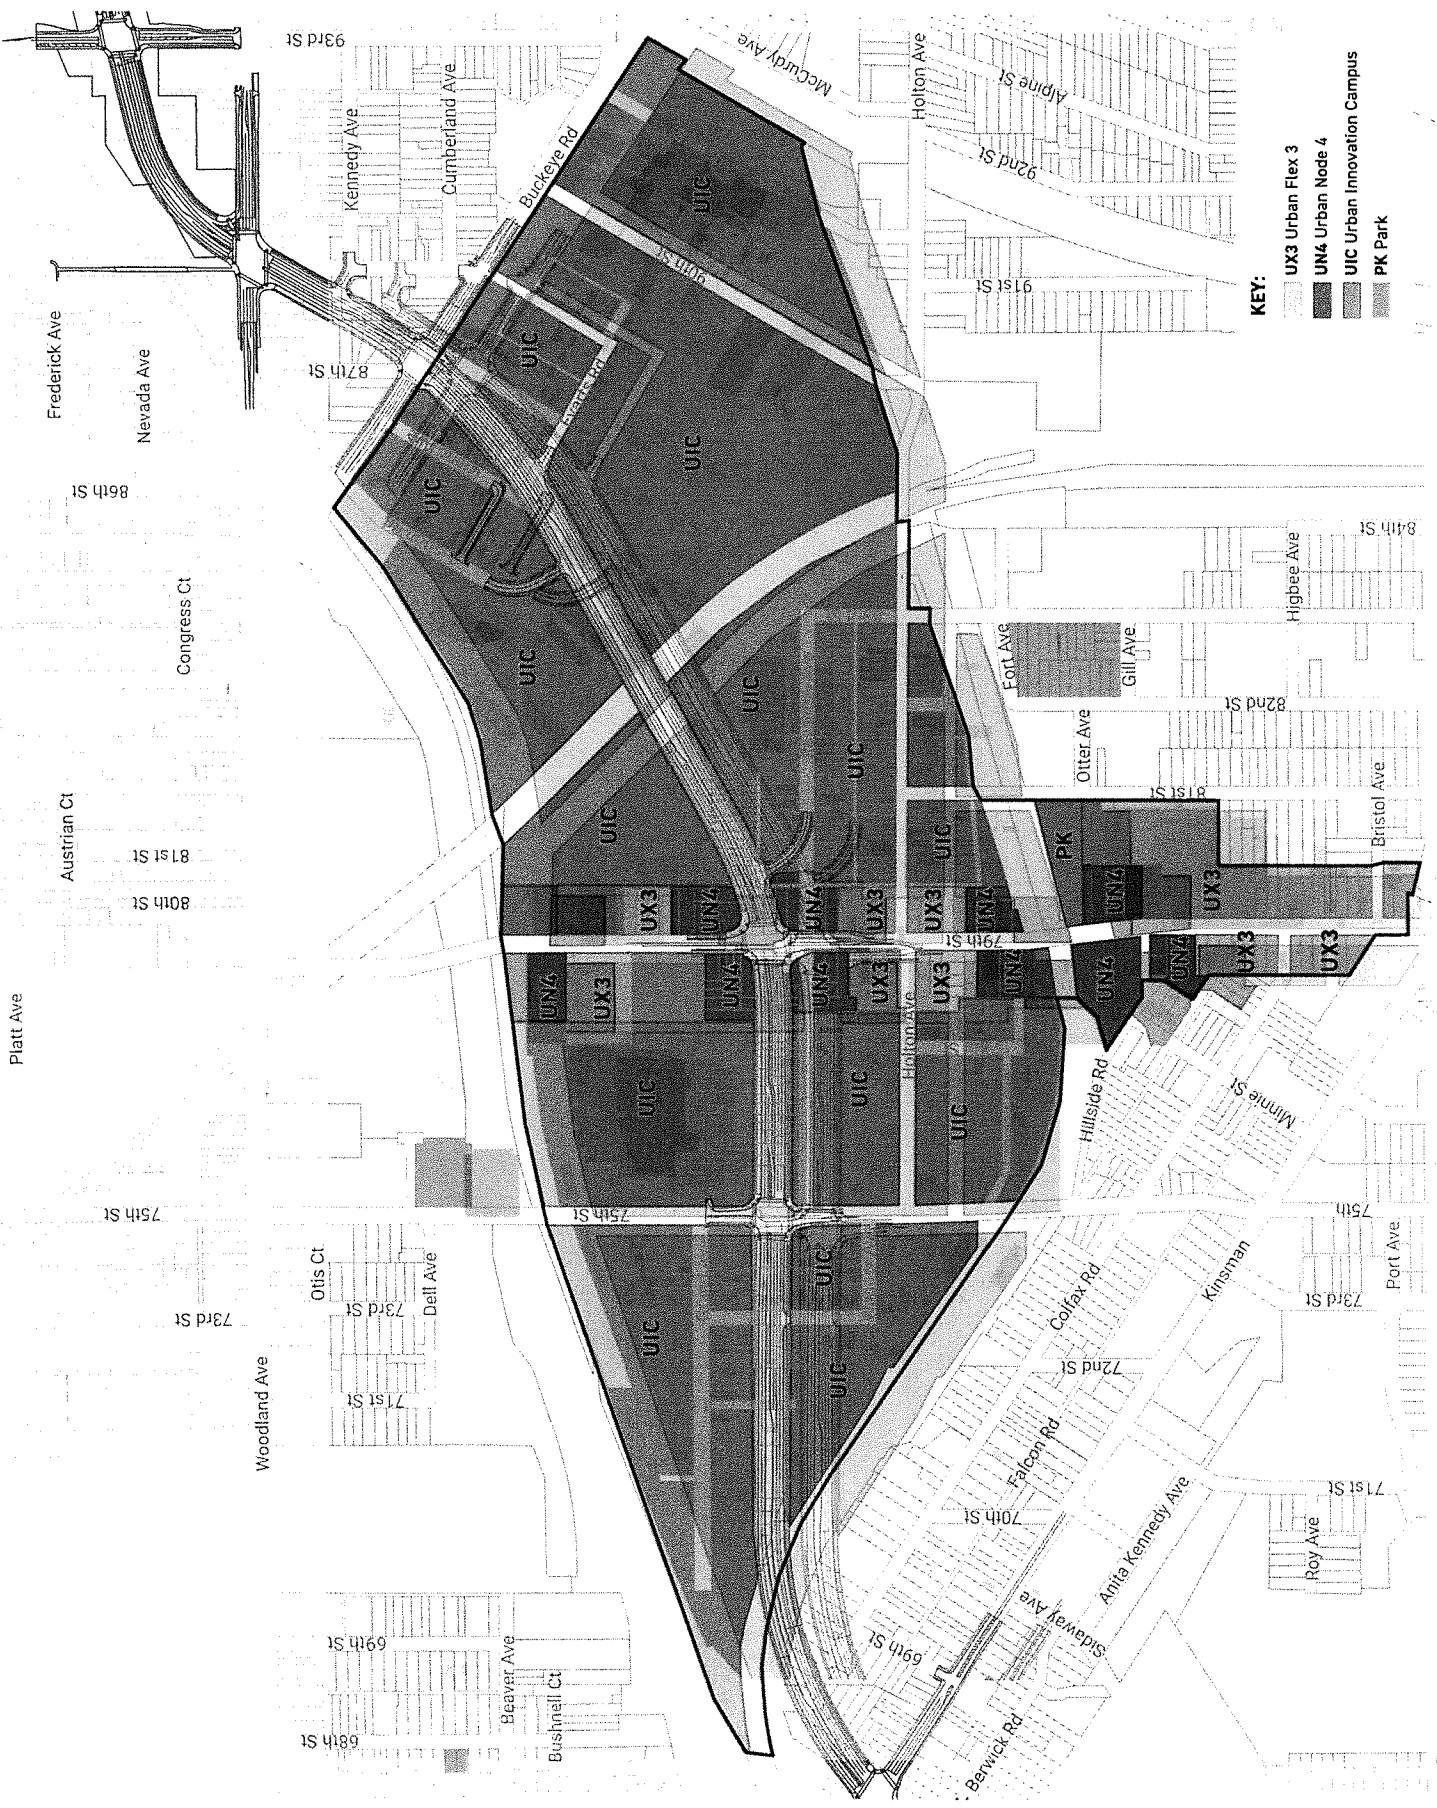 93rd St
Kennedy Ave
Cumberland Ave
Buckeye Rd
McCurdy Ave
Holton Ave
Alpine St
92nd St
91st St
90th St
Frederick Ave
Nevada Ave
87th St
Evarts Rd
86th St
84th St
Congress Ct
Higbee Ave
Fort Ave
Gill Ave
82nd St
Otter Ave
81st St
Bristol Ave
Austrian Ct
81st St
80th St
79th St
Platt Ave
Holton Ave
Hillside Rd
Minnie St
75th St
75th St
75th
Otis Ct
Dell Ave
73rd St
73rd St
71st St
Woodland Ave
Colfax Rd
Kinsman
Port Ave
73rd St
72nd St
Falcon Rd
70th St
71st St
Roy Ave
Anita Kennedy Ave
Sidaway Ave
69th St
69th St
68th St
Beaver Ave
Bushnell Ct
Berwick Rd
UIC
UIC
UIC
UIC
UIC
UIC
UIC
UIC
UIC
PK
UX3
UN4
UN4
UX3
UX3
UN4
UN4
UX3
UN4
UX3
UN4
UN4
UX3
UX3
UN4
UN4
UN4
UX3
UX3
UIC
UIC
UIC
UIC
UIC
UIC
KEY:
UX3 Urban Flex 3
UN4 Urban Node 4
UIC Urban Innovation Campus
PK Park